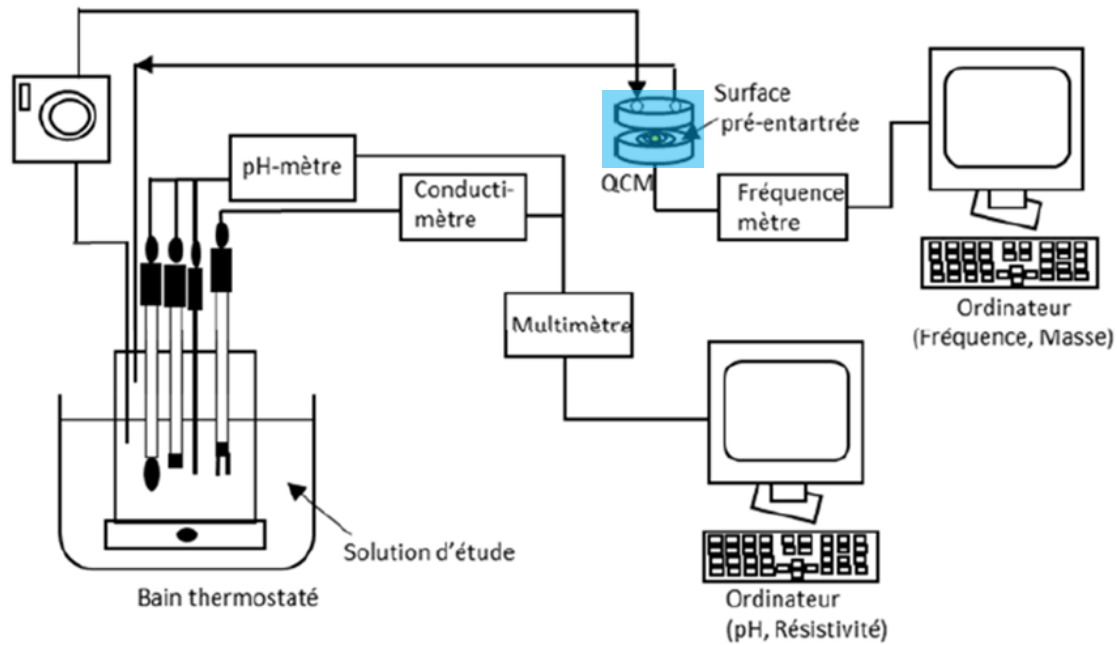 Surface
pré-entartrée
pH-mètre
Conducti-
mètre
QCM
Fréquence
mètre
Ordinateur
(Fréquence, Masse)
Multimètre
Solution d'étude
Bain thermostaté
Ordinateur
(pH, Résistivité)